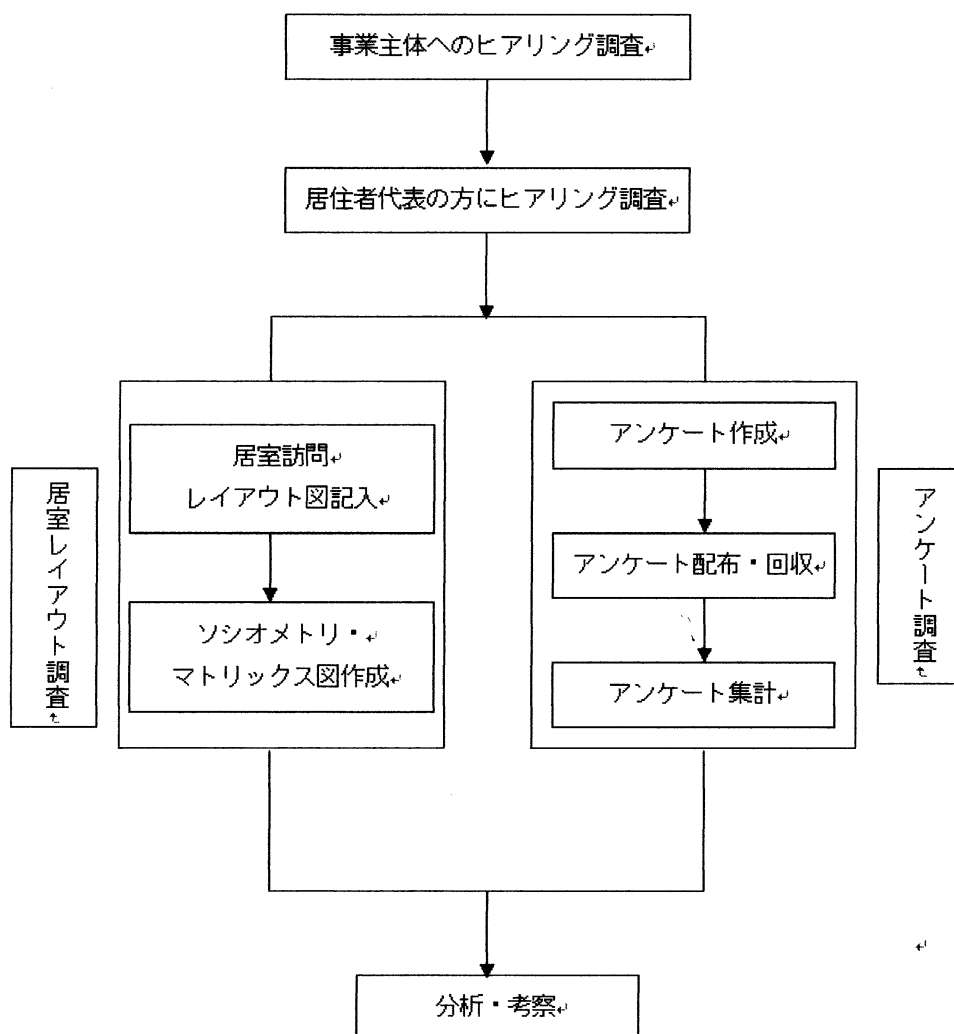 事業主体へのヒアリング調査↵
居住者代表の方にヒアリング調査↵
居室レイアウト調査↵
居室訪問↵
レイアウト図記入↵
ソシオメトリ・↵
マトリックス図作成↵
アンケート作成↵
アンケート配布・回収↵
アンケート集計↵
アンケート調査↵
↵
分析・考察↵